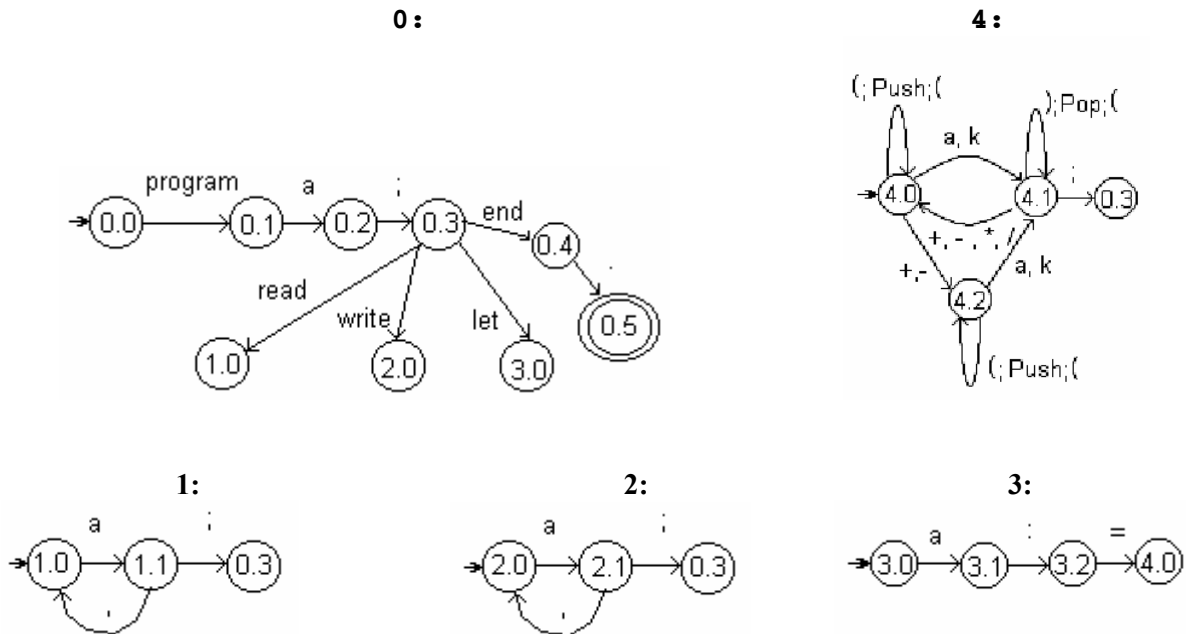 0:
4:
(; Push; (
); Pop; (
a, k
4.0
4.1
;
0.3
+, - , *, /
+,-
a, k
4.2
(; Push; (
program
a
;
0.0
0.1
0.2
0.3
end
0.4
.
0.5
read
write
let
1.0
2.0
3.0
1:
2:
3:
a
;
1.0
1.1
0.3
,
a
;
2.0
2.1
0.3
,
a
:
=
3.0
3.1
3.2
4.0